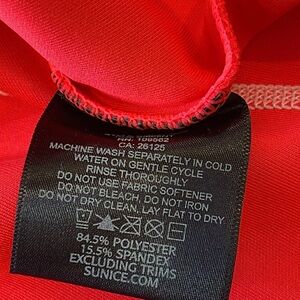 CA: 26125
MACHINE WASH SEPARATELY IN COLD
WATER ON GENTLE CYCLE
RINSE THOROUGHLY
DO NOT USE FABRIC SOFTENER
DO NOT BLEACH, DO NOT IRON
DO NOT DRY CLEAN, LAY FLAT TO DRY
84.5% POLYESTER
15.5% SPANDEX
EXCLUDING TRIMS
SUNICE.COM